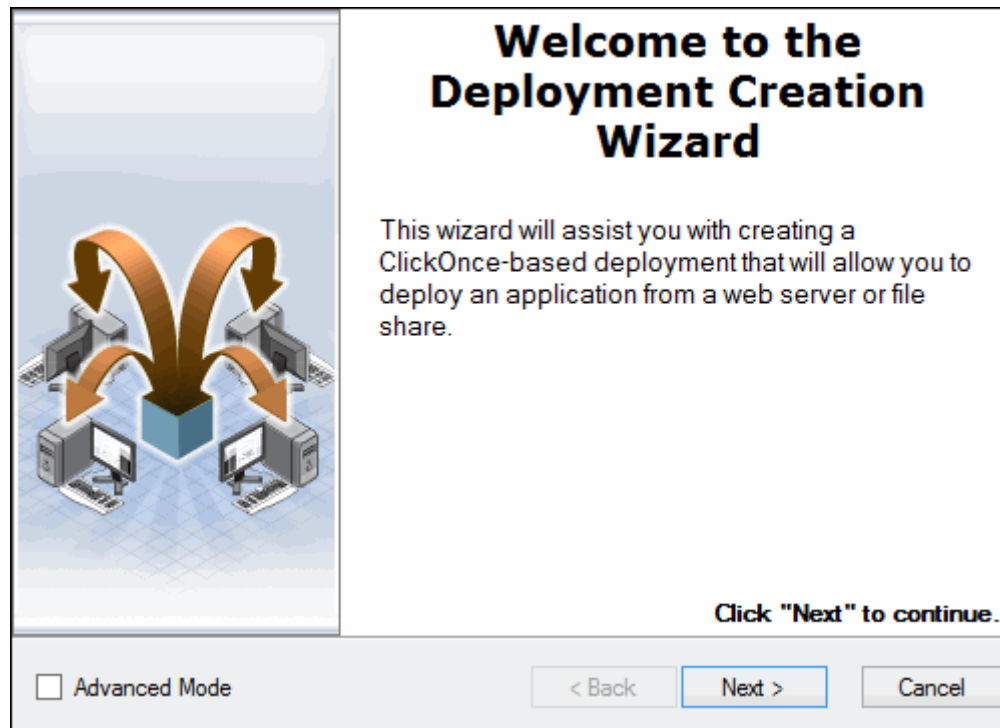 Welcome to the
Deployment Creation
Wizard
This wizard will assist you with creating a
ClickOnce-based deployment that will allow you to
deploy an application from a web server or file
share.
Click "Next" to continue.
Advanced Mode
< Back
Next >
Cancel